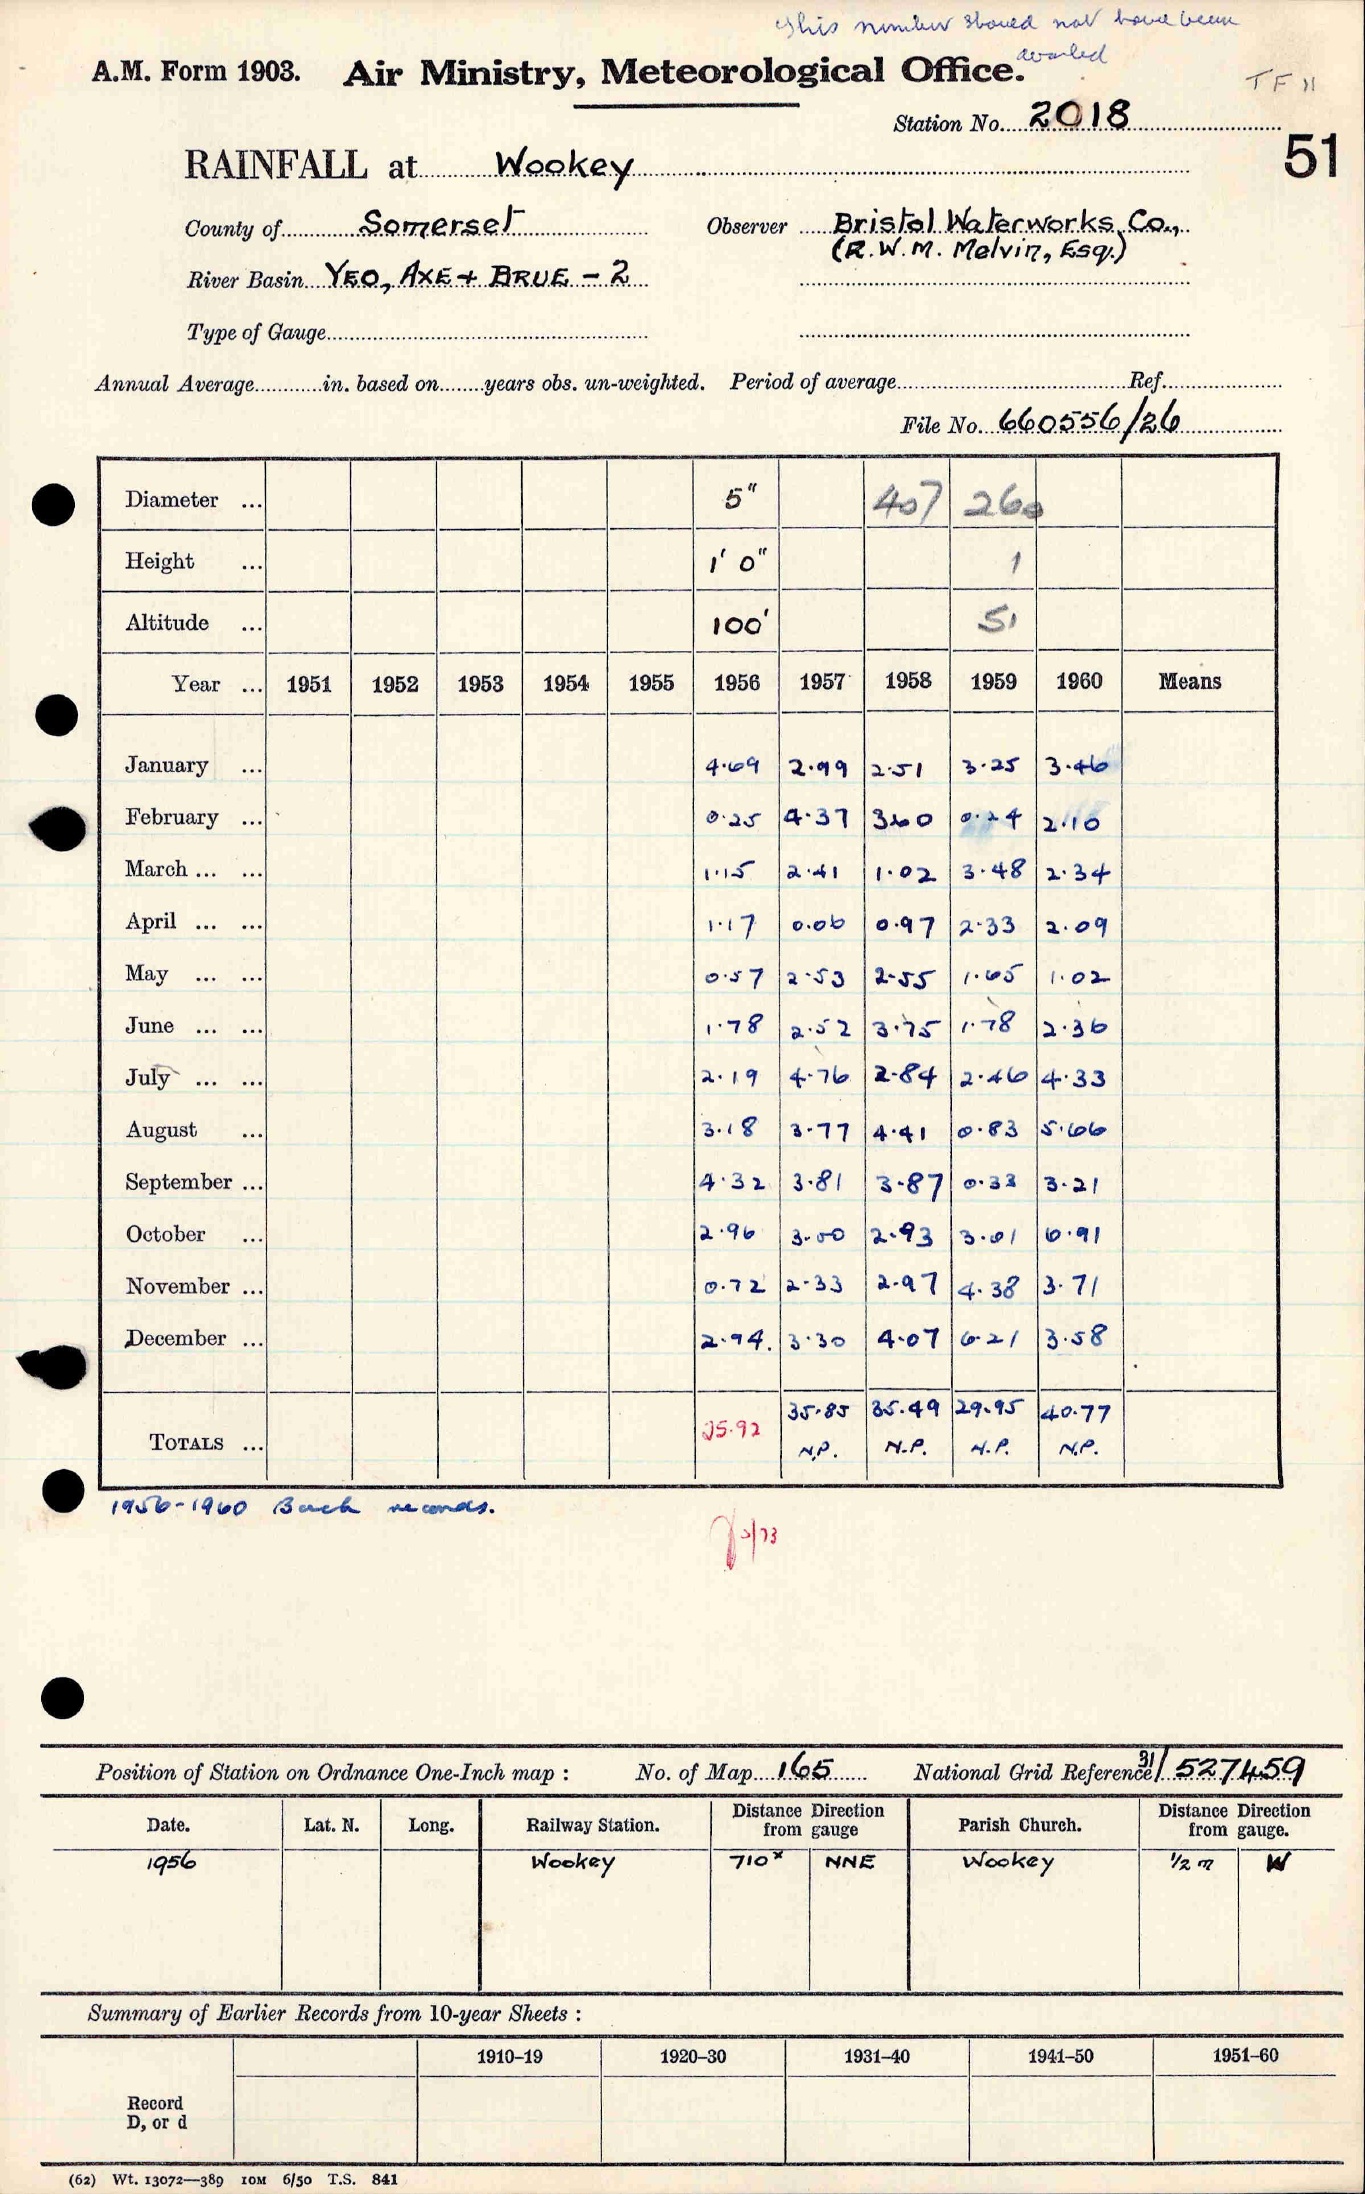 This number should not have been
A.M. Form 1903. Air Ministry, Meteorological Office.
TF 11
Station No. 2018
51
RAINFALL at Wookey
County of Somerset Observer Bristol Waterworks Co.,
(R.W.M. Melvin, Esq.)
River Basin YEO, AXE + BRUE - 2
Type of Gauge
Annual Average in. based on years obs. un-weighted. Period of average Ref.
File No. 660556/26
Diameter ... 5" 407 260
Height ... 1' 0" 1
Altitude ... 100' 51
Year ... 1951 1952 1953 1954 1955 1956 1957 1958 1959 1960 Means
January ... 4.69 2.99 2.51 3.25 3.46
February ... 0.25 4.37 3.60 0.24 2.10
March ... ... 1.15 2.41 1.02 3.48 2.34
April ... ... 1.17 0.06 0.97 2.33 2.09
May ... ... 0.57 2.53 2.55 1.65 1.02
June ... ... 1.78 2.52 3.75 1.78 2.36
July ... ... 2.19 4.76 2.84 2.46 4.33
August ... 3.18 3.77 4.41 0.83 5.66
September ... 4.32 3.81 3.87 0.33 3.21
October ... 2.96 3.00 2.93 3.01 6.91
November ... 0.72 2.33 2.97 4.38 3.71
December ... 2.94. 3.30 4.07 6.21 3.58
TOTALS ... 25.92 35.85 35.49 29.95 40.77
N.P. N.P. N.P. N.P.
1956-1960 Back records.
Position of Station on Ordnance One-Inch map : No. of Map 165 National Grid Reference 31/527459
Date. Lat. N. Long. Railway Station. Distance Direction from gauge Parish Church. Distance Direction from gauge.
1956 Wookey 710x NNE Wookey 1/2 m W
Summary of Earlier Records from 10-year Sheets :
1910–19 1920–30 1931–40 1941–50 1951–60
Record
D, or d
(62) Wt. 13072—389 10M 6/50 T.S. 841